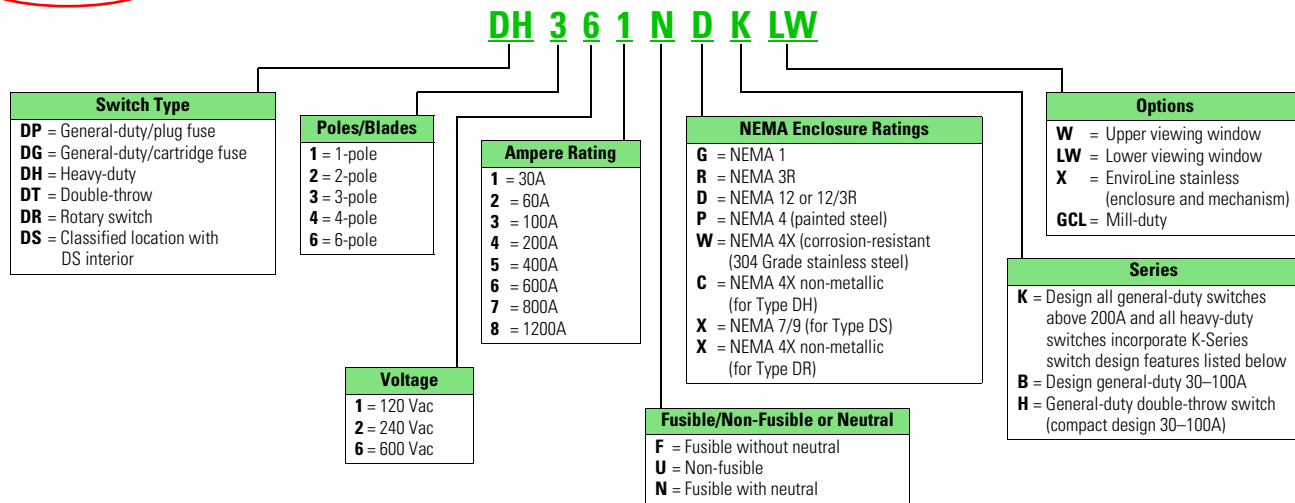 DH 3 6 1 N D K LW
Switch Type
DP = General-duty/plug fuse
DG = General-duty/cartridge fuse
DH = Heavy-duty
DT = Double-throw
DR = Rotary switch
DS = Classified location with
DS interior
Poles/Blades
1 = 1-pole
2 = 2-pole
3 = 3-pole
4 = 4-pole
6 = 6-pole
Voltage
1 = 120 Vac
2 = 240 Vac
6 = 600 Vac
Ampere Rating
1 = 30A
2 = 60A
3 = 100A
4 = 200A
5 = 400A
6 = 600A
7 = 800A
8 = 1200A
Fusible/Non-Fusible or Neutral
F = Fusible without neutral
U = Non-fusible
N = Fusible with neutral
NEMA Enclosure Ratings
G = NEMA 1
R = NEMA 3R
D = NEMA 12 or 12/3R
P = NEMA 4 (painted steel)
W = NEMA 4X (corrosion-resistant
(304 Grade stainless steel)
C = NEMA 4X non-metallic
(for Type DH)
X = NEMA 7/9 (for Type DS)
X = NEMA 4X non-metallic
(for Type DR)
Series
K = Design all general-duty switches
above 200A and all heavy-duty
switches incorporate K-Series
switch design features listed below
B = Design general-duty 30–100A
H = General-duty double-throw switch
(compact design 30–100A)
Options
W = Upper viewing window
LW = Lower viewing window
X = EnviroLine stainless
(enclosure and mechanism)
GCL = Mill-duty